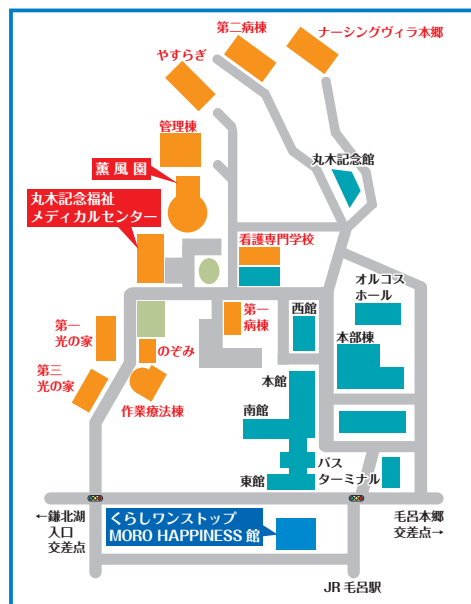 第二病棟
ナーシングヴィラ本郷
やすらぎ
管理棟
薫風園
丸木記念館
丸木記念福祉
メディカルセンター
看護専門学校
オルコス
ホール
第一
病棟
西館
第一
光の家
のぞみ
本部棟
第三
光の家
作業療法棟
本館
南館
バス
ターミナル
東館
←鎌北湖
入口
交差点
くらしワンストップ
MORO HAPPINESS 館
毛呂本郷
交差点→
JR 毛呂駅